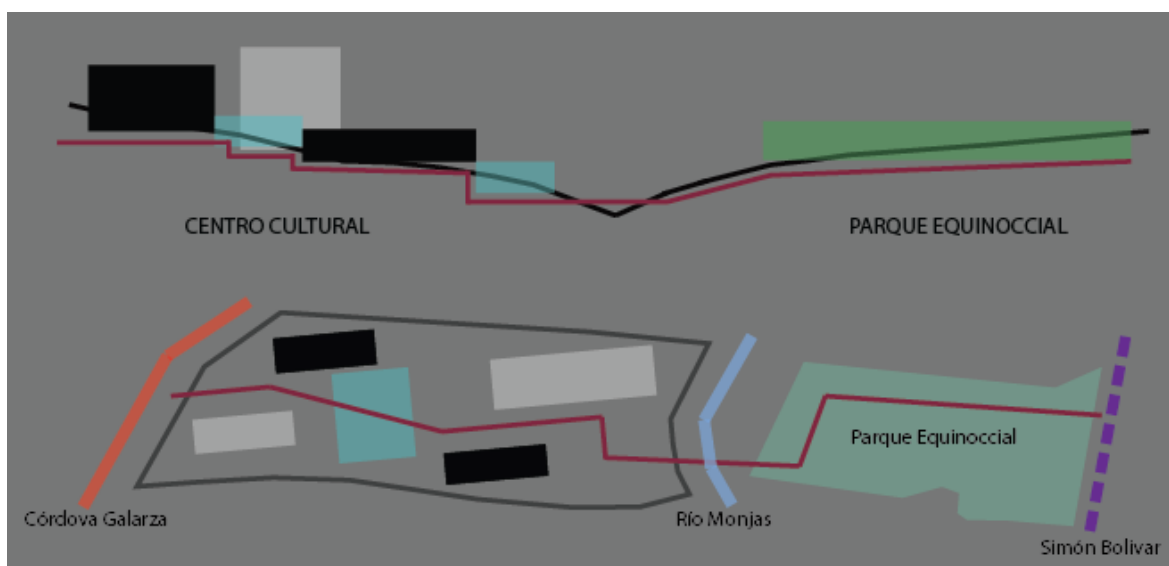 CENTRO CULTURAL
PARQUE EQUINOCCIAL
Parque Equinoccial
Córdova Galarza
Río Monjas
Simón Bolivar